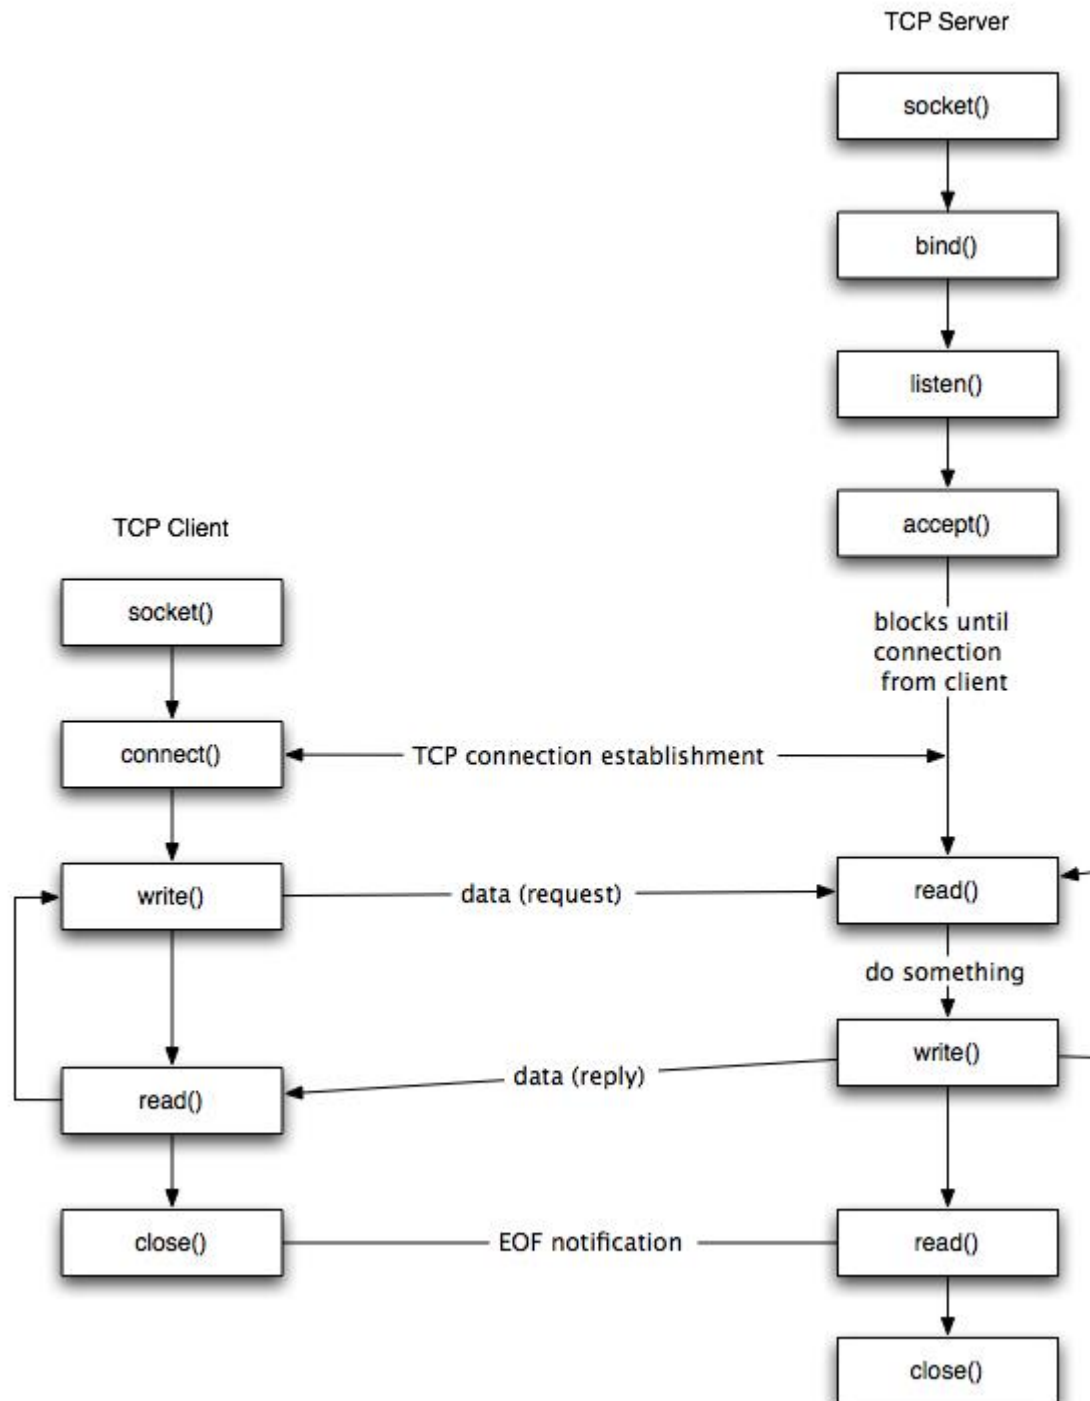 TCP Server
socket()
bind()
listen()
accept()
TCP Client
socket()
blocks until
connection
from client
connect()
TCP connection establishment
write()
data (request)
read()
do something
write()
data (reply)
read()
close()
EOF notification
read()
close()